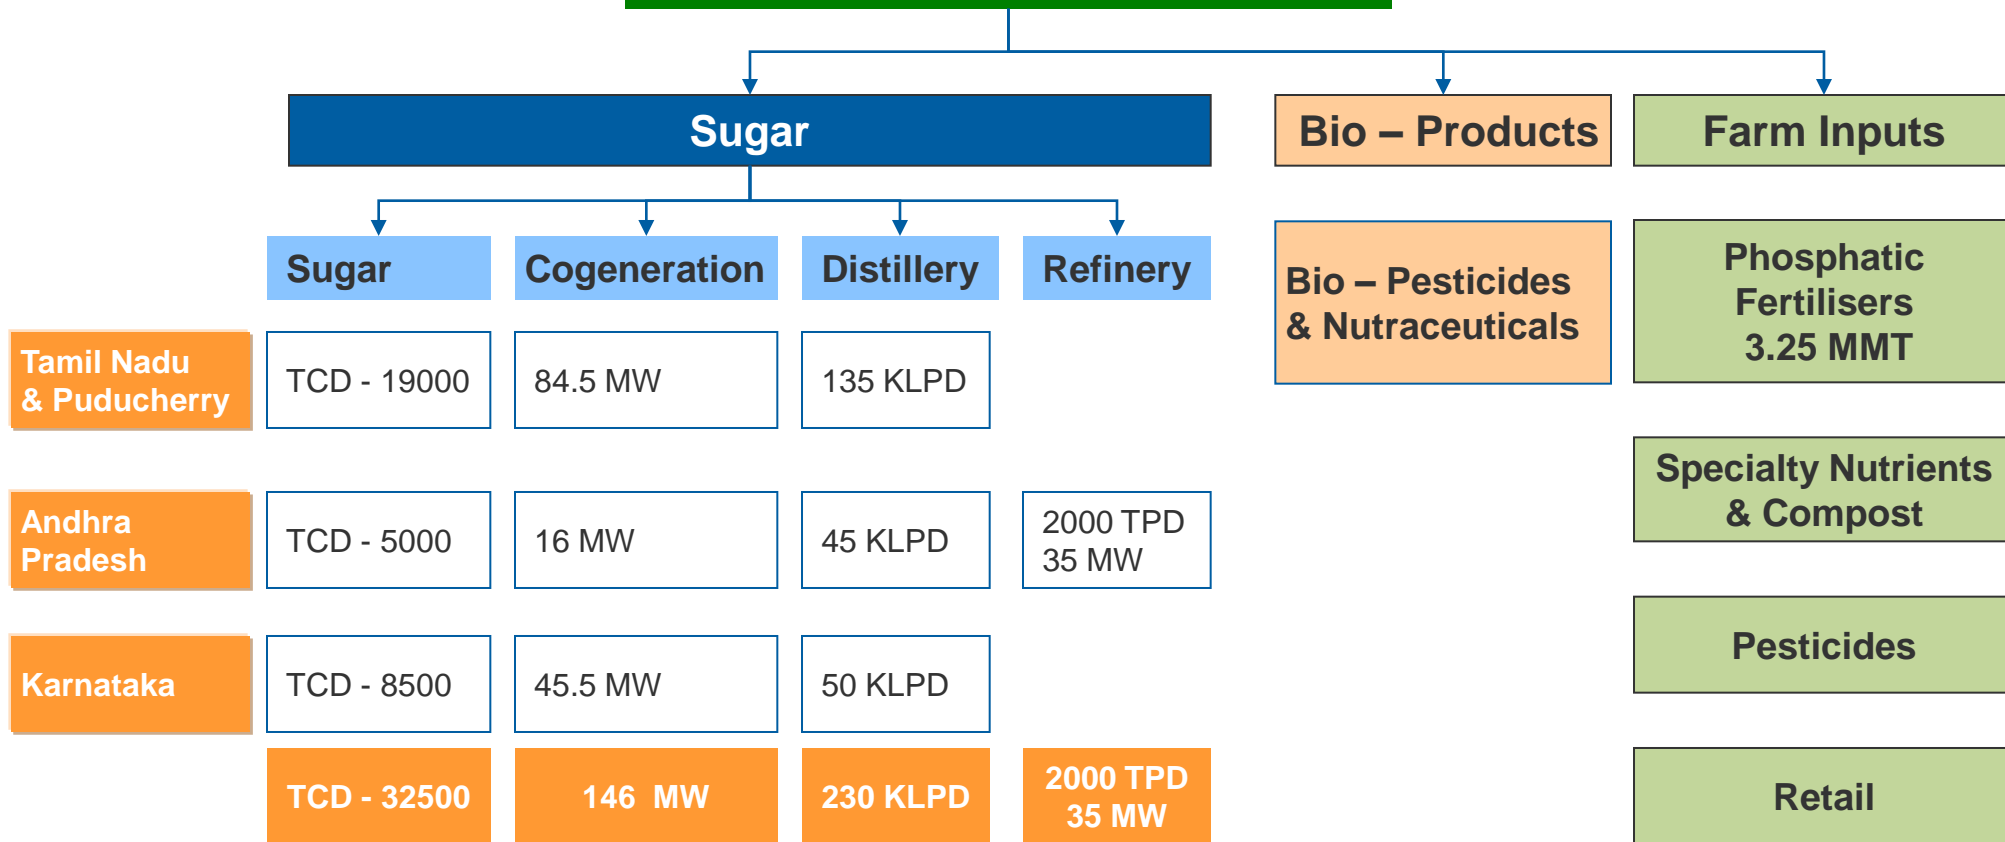 Sugar
Bio – Products
Farm Inputs
Sugar
Cogeneration
Distillery
Refinery
Bio – Pesticides
& Nutraceuticals
Phosphatic
Fertilisers
3.25 MMT
Tamil Nadu
& Puducherry
TCD - 19000
84.5 MW
135 KLPD
Specialty Nutrients
& Compost
Andhra
Pradesh
TCD - 5000
16 MW
45 KLPD
2000 TPD
35 MW
Pesticides
Karnataka
TCD - 8500
45.5 MW
50 KLPD
TCD - 32500
146  MW
230 KLPD
2000 TPD
35 MW
Retail